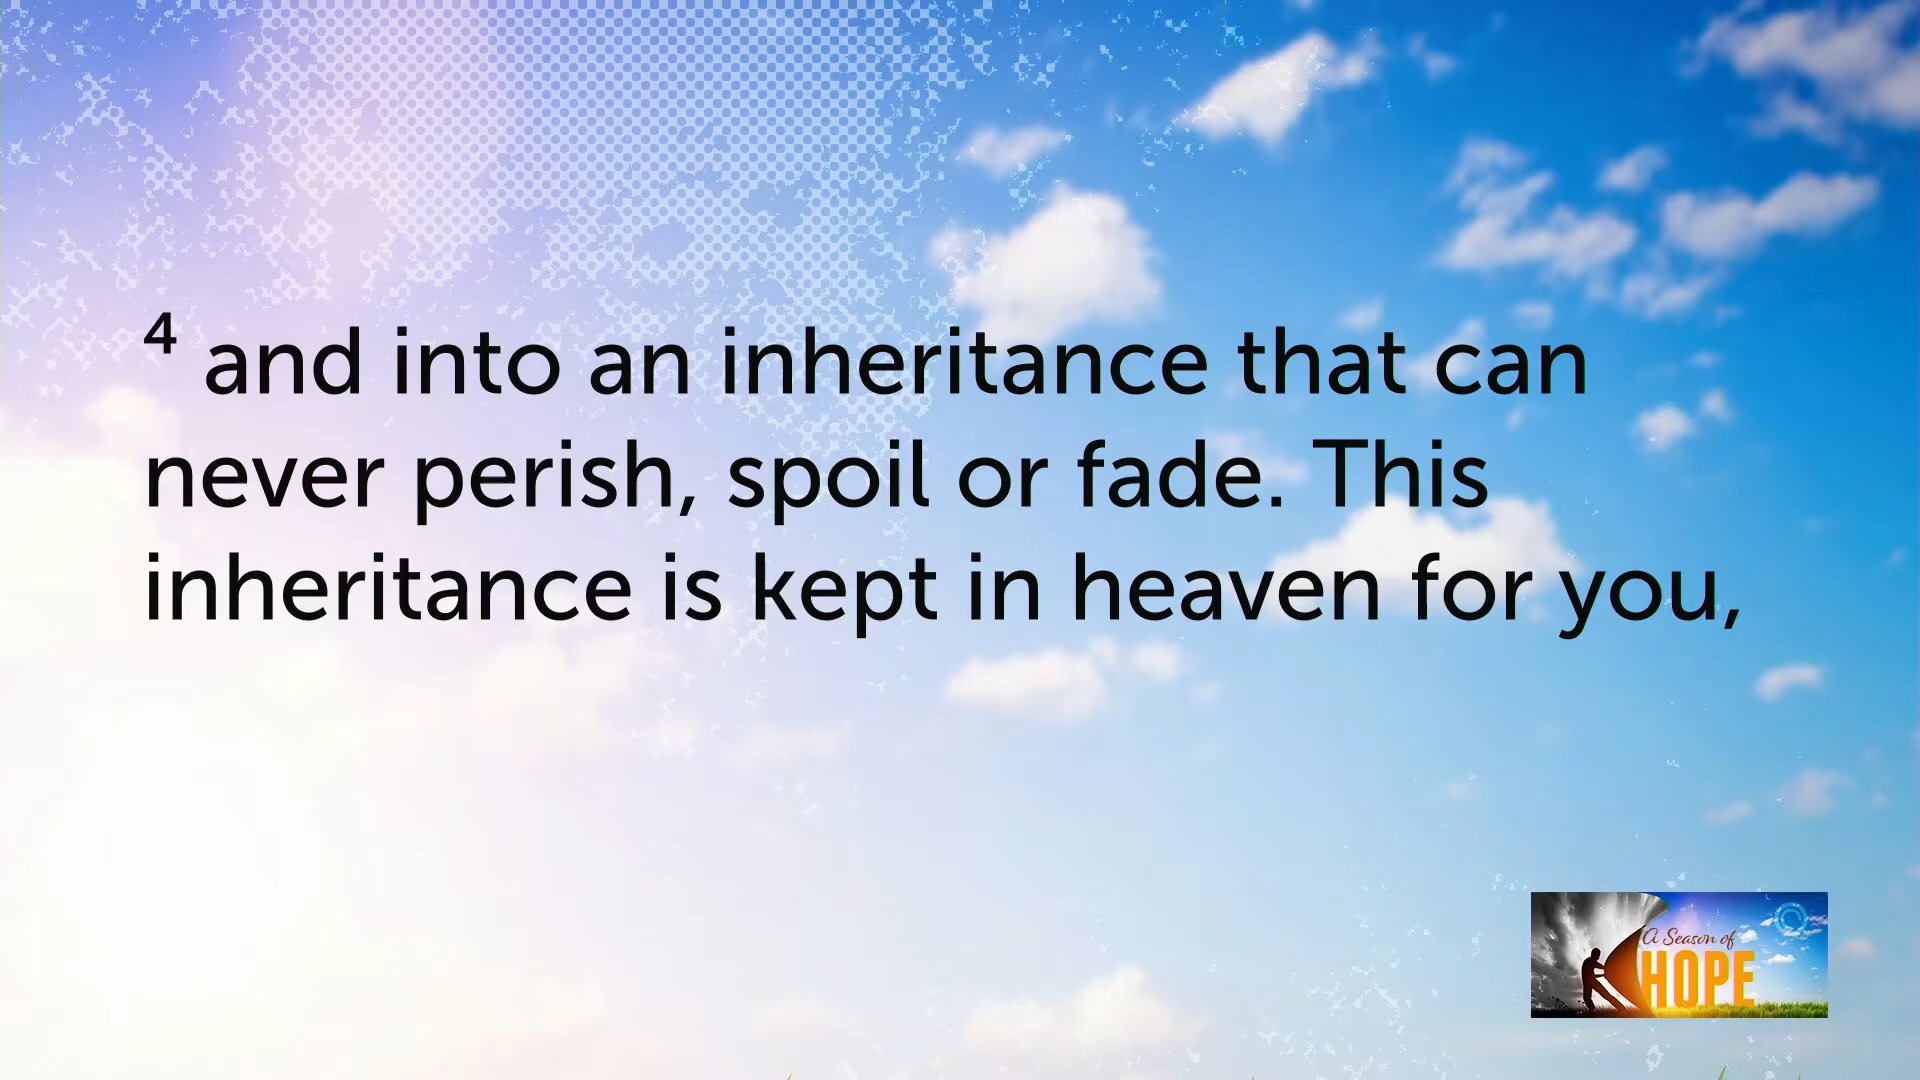 4 and into an inheritance that can
never perish, spoil or fade. This
inheritance is kept in heaven for you,
A Season of
HOPE